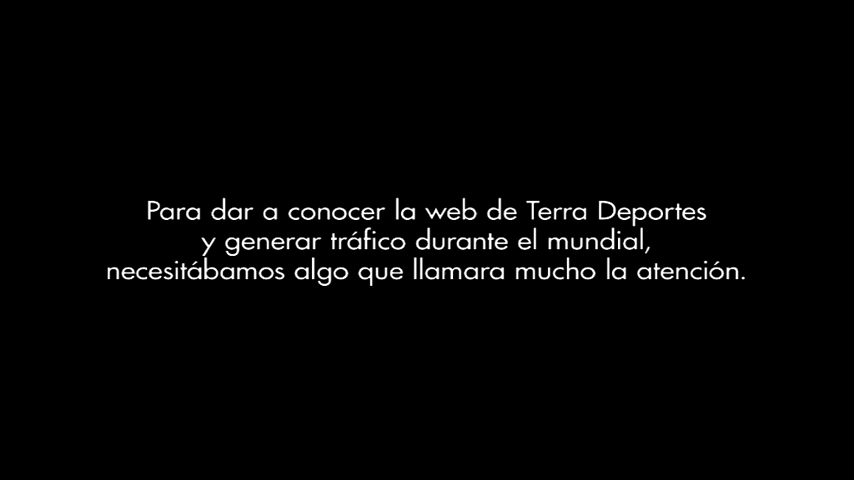 Para dar a conocer la web de Terra Deportes
y generar tráfico durante el mundial,
necesitábamos algo que llamara mucho la atención.